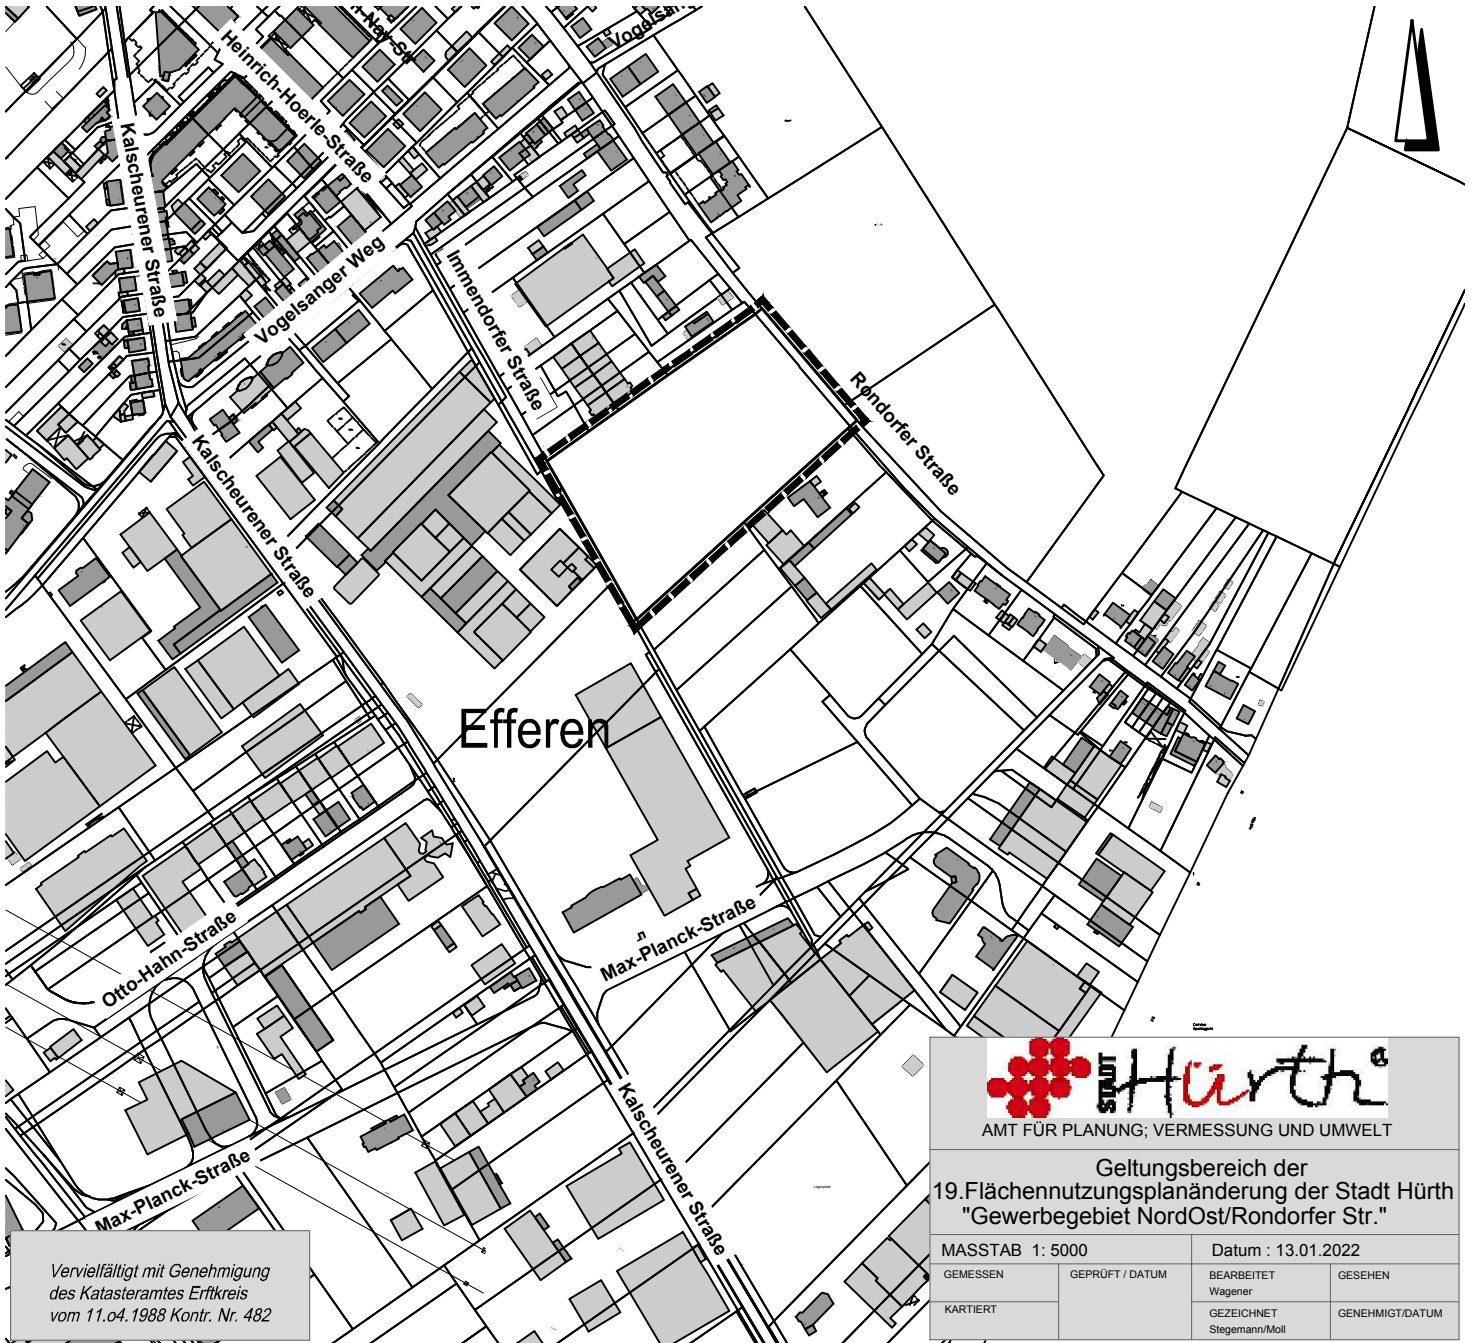 Vogelsan
Heinrich-Hoerle-Straße
-Nay-Str
Kalscheurener Straße
Vogelsanger Weg
Immendorfer Straße
Rondorfer Straße
Kalscheurener Straße
Efferen
Otto-Hahn-Straße
Max-Planck-Straße
Max-Planck-Straße
Kalscheurener Straße
STADT Hürth
AMT FÜR PLANUNG; VERMESSUNG UND UMWELT
Geltungsbereich der
19.Flächennutzungsplanänderung der Stadt Hürth
"Gewerbegebiet NordOst/Rondorfer Str."
MASSTAB 1: 5000
Datum : 13.01.2022
GEMESSEN
GEPRÜFT / DATUM
BEARBEITET
Wagener
GESEHEN
KARTIERT
GEZEICHNET
Stegemann/Moll
GENEHMIGT/DATUM
Vervielfältigt mit Genehmigung
des Katasteramtes Erftkreis
vom 11.o4.1988 Kontr. Nr. 482